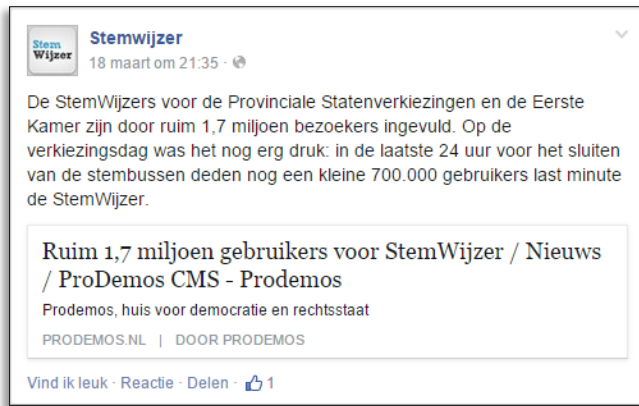 Stem
Wijzer
Stemwijzer
18 maart om 21:35 ·
De StemWijzers voor de Provinciale Statenverkiezingen en de Eerste
Kamer zijn door ruim 1,7 miljoen bezoekers ingevuld. Op de
verkiezingsdag was het nog erg druk: in de laatste 24 uur voor het sluiten
van de stembussen deden nog een kleine 700.000 gebruikers last minute
de StemWijzer.
Ruim 1,7 miljoen gebruikers voor StemWijzer / Nieuws
/ ProDemos CMS - Prodemos
Prodemos, huis voor democratie en rechtsstaat
PRODEMOS.NL | DOOR PRODEMOS
Vind ik leuk · Reactie · Delen · 1